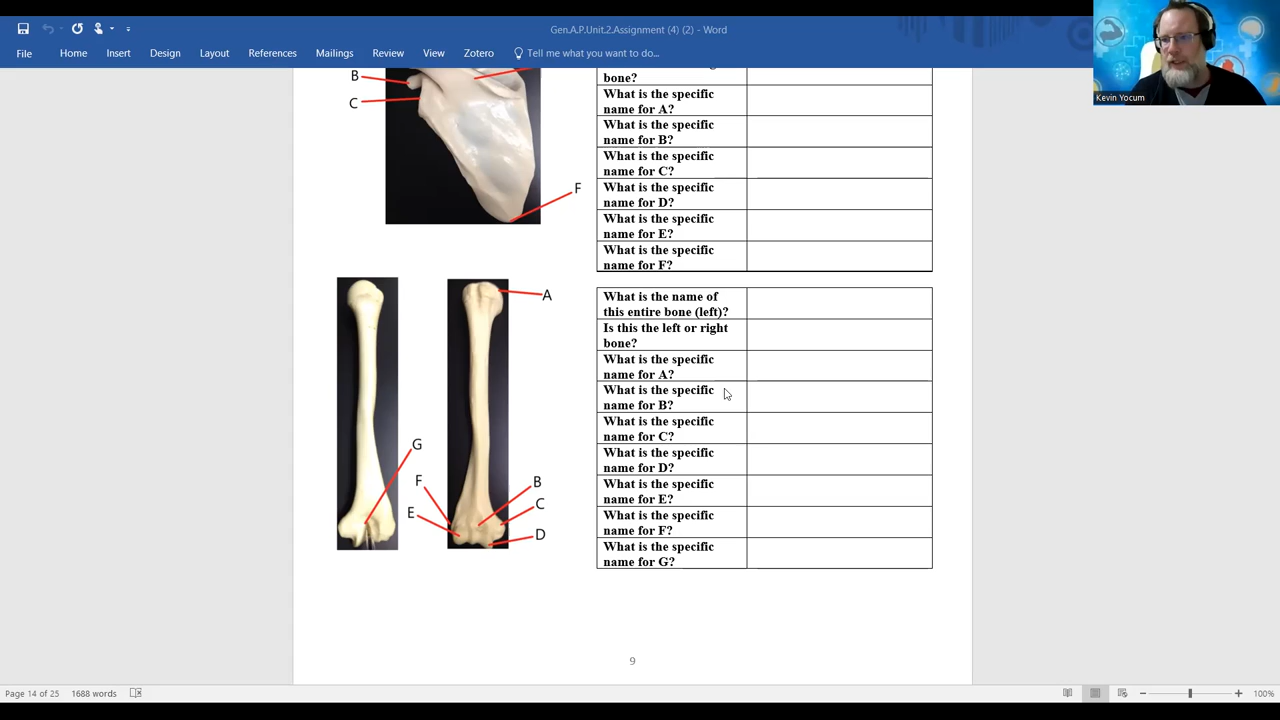 Gen.A.P.Unit.2.Assignment (4) (2) - Word
File Home Insert Design Layout References Mailings Review View Zotero Tell me what you want to do...
Kevin Yocum
B
C
F
bone?
What is the specific
name for A?
What is the specific
name for B?
What is the specific
name for C?
What is the specific
name for D?
What is the specific
name for E?
What is the specific
name for F?
A
G
F
E
B
C
D
What is the name of
this entire bone (left)?
Is this the left or right
bone?
What is the specific
name for A?
What is the specific
name for B?
What is the specific
name for C?
What is the specific
name for D?
What is the specific
name for E?
What is the specific
name for F?
What is the specific
name for G?
9
Page 14 of 25 1688 words
100%